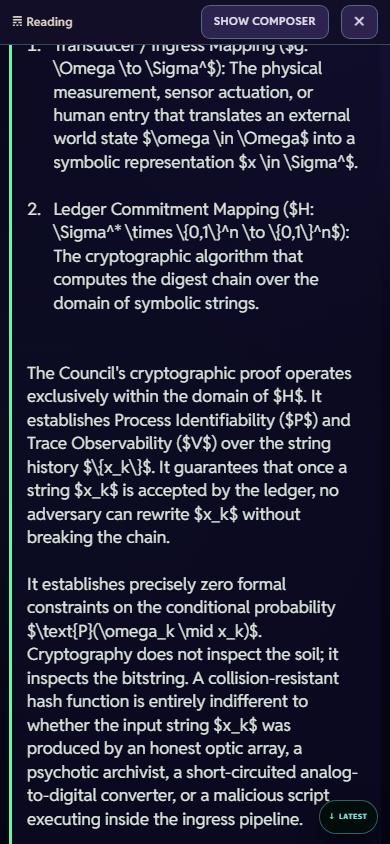 Reading
SHOW COMPOSER
×
1. Transducer / Ingress Mapping ($g:
\Omega \to \Sigma^*$): The physical
measurement, sensor actuation, or
human entry that translates an external
world state $\omega \in \Omega$ into a
symbolic representation $x \in \Sigma^*$.
2. Ledger Commitment Mapping ($H:
\Sigma^* \times \{0,1\}^n \to \{0,1\}^n$):
The cryptographic algorithm that
computes the digest chain over the
domain of symbolic strings.
The Council's cryptographic proof operates
exclusively within the domain of $H$. It
establishes Process Identifiability ($P$) and
Trace Observability ($V$) over the string
history $\{x_k\}$. It guarantees that once a
string $x_k$ is accepted by the ledger, no
adversary can rewrite $x_k$ without
breaking the chain.
It establishes precisely zero formal
constraints on the conditional probability
$\text{P}(\omega_k \mid x_k)$.
Cryptography does not inspect the soil; it
inspects the bitstring. A collision-resistant
hash function is entirely indifferent to
whether the input string $x_k$ was
produced by an honest optic array, a
psychotic archivist, a short-circuited analog-
to-digital converter, or a malicious script
executing inside the ingress pipeline.
↓ LATEST